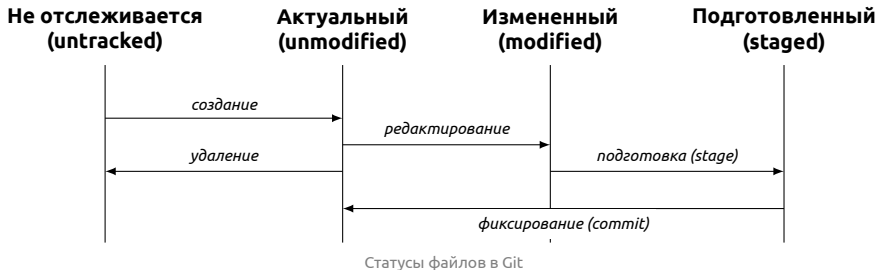 Не отслеживается
(untracked)
Актуальный
(unmodified)
Измененный
(modified)
Подготовленный
(staged)
создание
редактирование
удаление
подготовка (stage)
фиксирование (commit)
Статусы файлов в Git